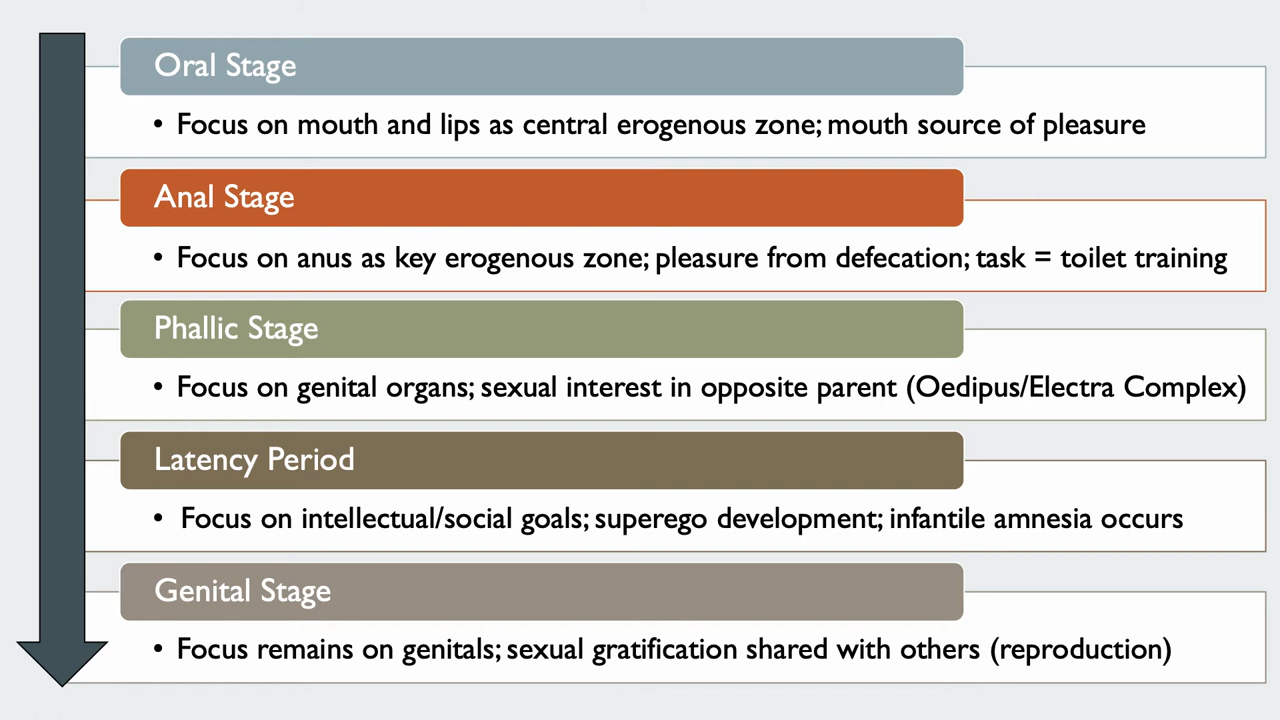 Oral Stage
• Focus on mouth and lips as central erogenous zone; mouth source of pleasure
Anal Stage
• Focus on anus as key erogenous zone; pleasure from defecation; task = toilet training
Phallic Stage
• Focus on genital organs; sexual interest in opposite parent (Oedipus/Electra Complex)
Latency Period
• Focus on intellectual/social goals; superego development; infantile amnesia occurs
Genital Stage
• Focus remains on genitals; sexual gratification shared with others (reproduction)